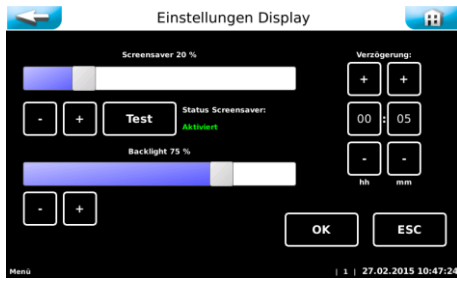 Einstellungen Display
Screensaver 20 %
Verzögerung:
+ +
- + Test
Status Screensaver:
Aktiviert
00 : 05
Backlight 75 %
- -
hh mm
- +
OK ESC
Menü | 1 | 27.02.2015 10:47:24